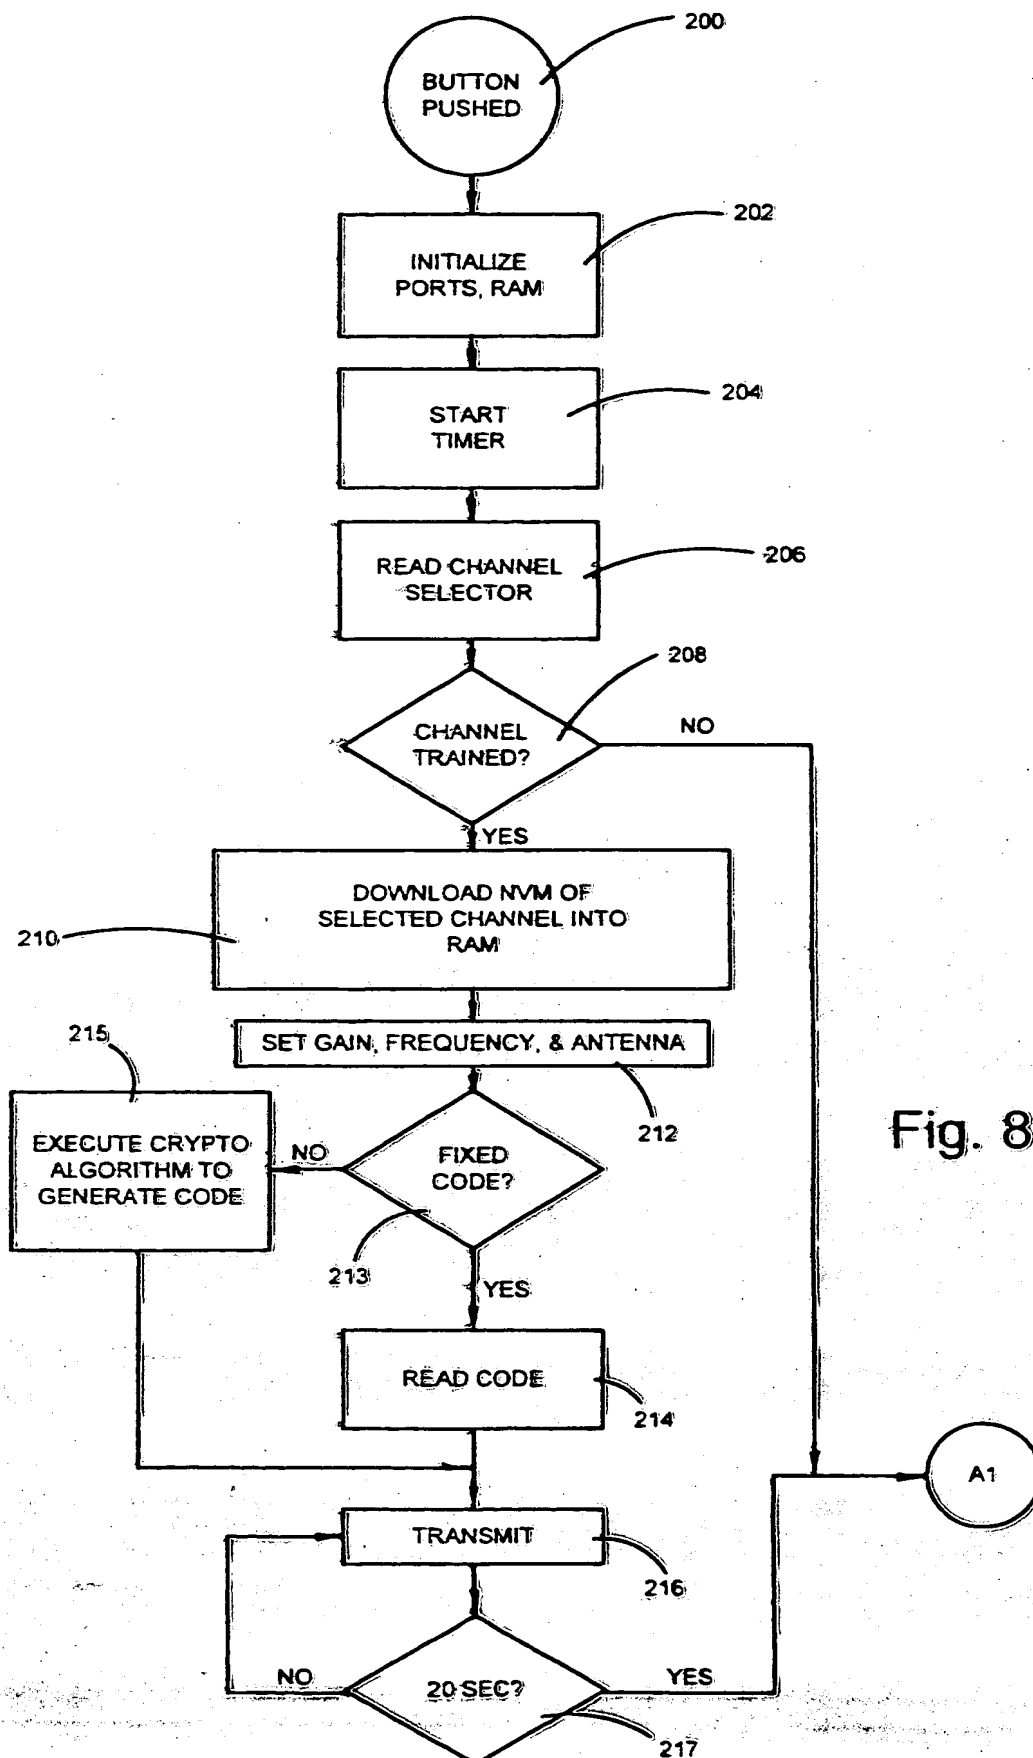 200
BUTTON
PUSHED
202
INITIALIZE
PORTS, RAM
204
START
TIMER
206
READ CHANNEL
SELECTOR
208
CHANNEL
TRAINED?
NO
YES
DOWNLOAD NVM OF
SELECTED CHANNEL INTO
RAM
210
SET GAIN, FREQUENCY, & ANTENNA
212
215
EXECUTE CRYPTO
ALGORITHM TO
GENERATE CODE
NO
FIXED
CODE?
213
YES
Fig. 8
READ CODE
214
A1
TRANSMIT
216
NO
20 SEC?
YES
217